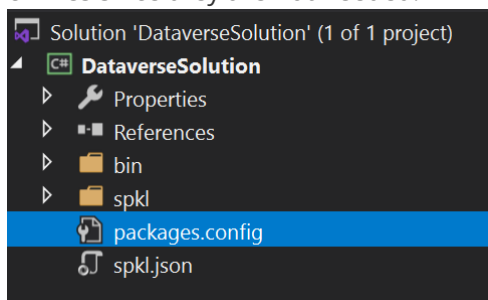 Solution 'DataverseSolution' (1 of 1 project)
C# DataverseSolution
Properties
References
bin
spkl
packages.config
spkl.json